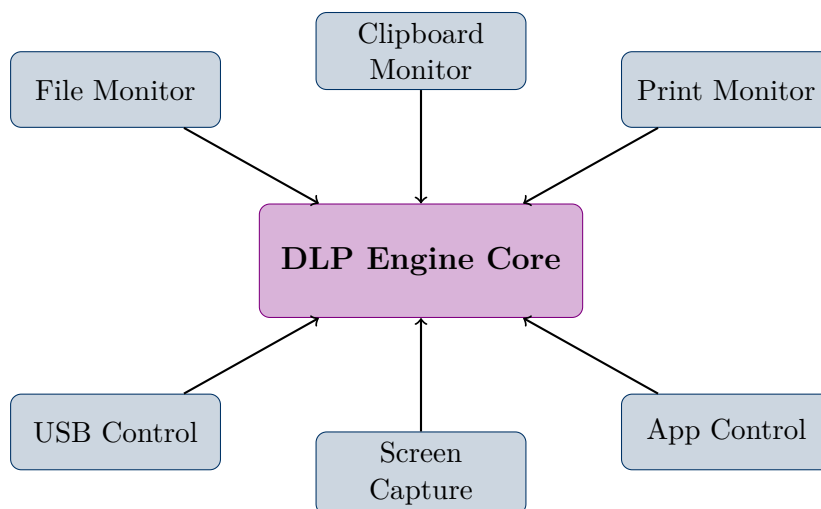 Clipboard
Monitor
File Monitor
Print Monitor
DLP Engine Core
USB Control
App Control
Screen
Capture